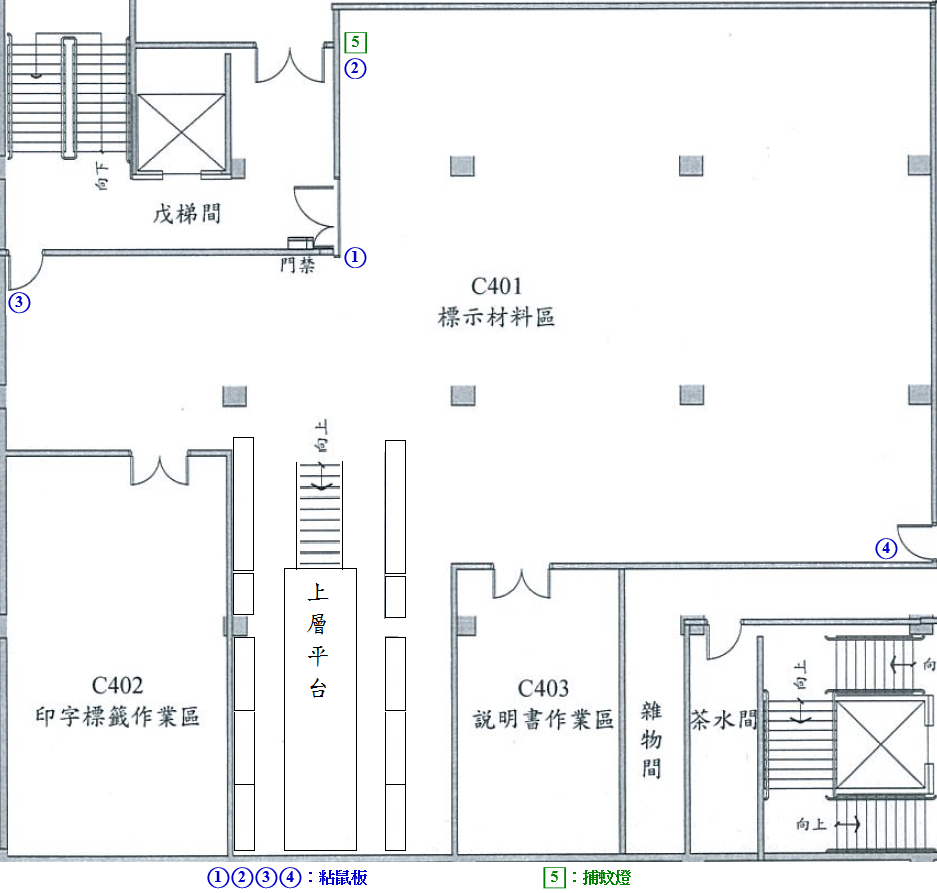 5
②
向下
戊梯間
①
門禁
③
C401
標示材料區
向上
④
上層平台
C402
印字標籤作業區
C403
説明書作業區
雜物間
茶水間
向上
向
向上
①②③④：粘鼠板
5：捕蚊燈